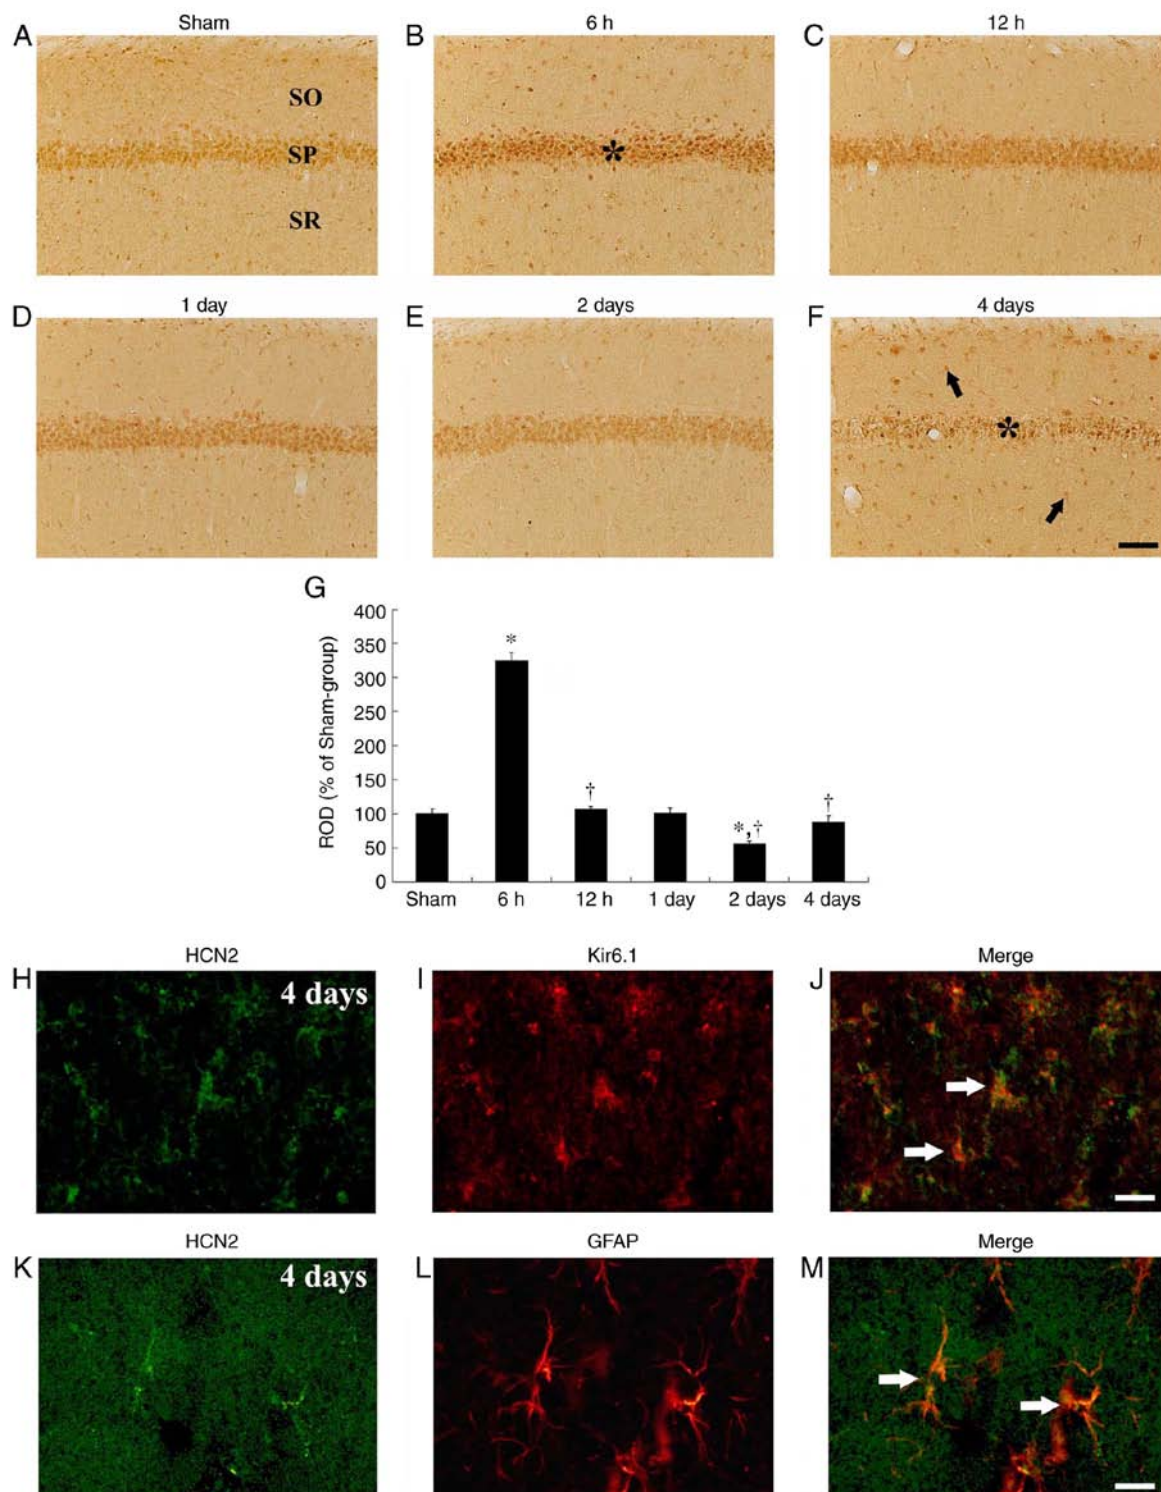 A Sham
B 6 h
C 12 h
SO
SP
SR
*
D 1 day
E 2 days
F 4 days
*
G
400
350
300
250
200
150
100
50
0
ROD (% of Sham-group)
*
†
*,†
†
Sham 6 h 12 h 1 day 2 days 4 days
H HCN2
4 days
I Kir6.1
J Merge
K HCN2
4 days
L GFAP
M Merge